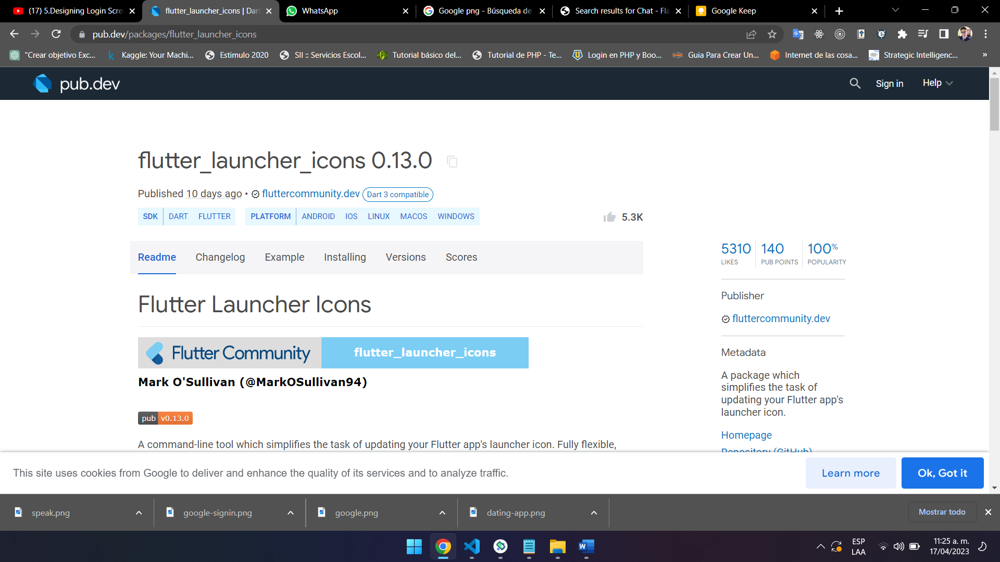 (17) 5.Designing Login Scre
flutter_launcher_icons | Dar
WhatsApp
Google png - Búsqueda de
Search results for Chat - Fla
Google Keep
pub.dev/packages/flutter_launcher_icons
"Crear objetivo Exc...
Kaggle: Your Machi...
Estimulo 2020
SII :: Servicios Escol...
Tutorial básico del...
Tutorial de PHP - Te...
Login en PHP y Boo...
Guia Para Crear Un...
Internet de las cosa...
Strategic Intelligenc...
»
pub.dev
Sign in
Help
flutter_launcher_icons 0.13.0
Published 10 days ago • fluttercommunity.dev Dart 3 compatible
SDK DART FLUTTER
PLATFORM ANDROID IOS LINUX MACOS WINDOWS
5.3K
Readme Changelog Example Installing Versions Scores
Flutter Launcher Icons
Flutter Community flutter_launcher_icons
Mark O'Sullivan (@MarkOSullivan94)
pub v0.13.0
A command-line tool which simplifies the task of updating your Flutter app's launcher icon. Fully flexible,
5310 140 100%
LIKES PUB POINTS POPULARITY
Publisher
fluttercommunity.dev
Metadata
A package which
simplifies the task of
updating your Flutter app's
launcher icon.
Homepage
Repository (GitHub)
This site uses cookies from Google to deliver and enhance the quality of its services and to analyze traffic.
Learn more
Ok, Got it
speak.png
google-signin.png
google.png
dating-app.png
Mostrar todo
ESP
LAA
11:25 a. m.
17/04/2023